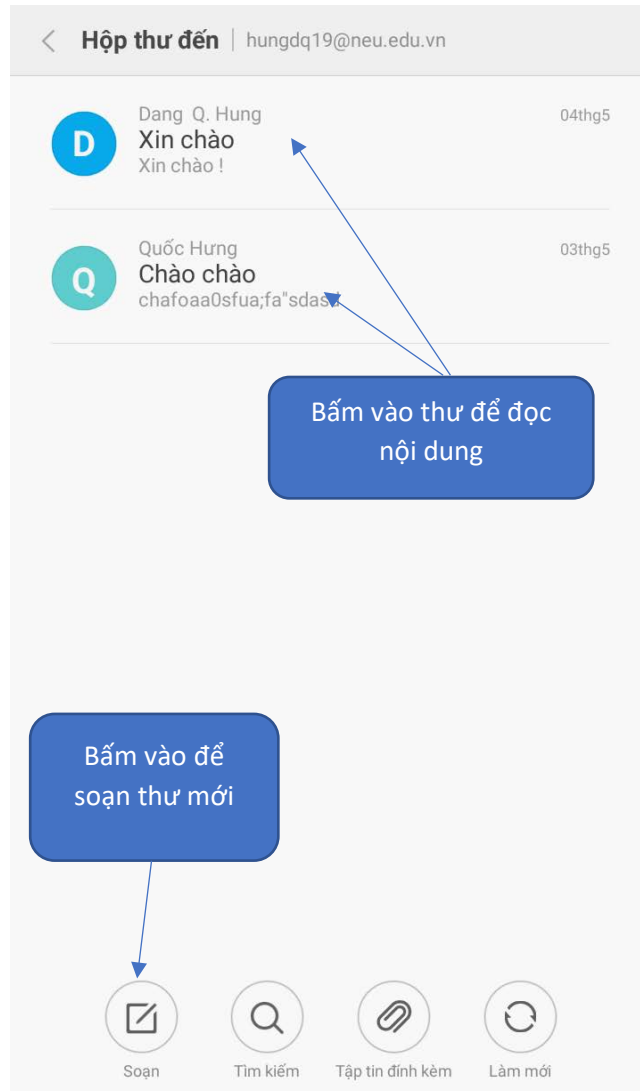 Hộp thư đến | hungdq19@neu.edu.vn
Dang Q. Hung 04thg5
Xin chào
Xin chào !
Quốc Hưng 03thg5
Chào chào
chafoaa0sfua;fa"sdasd
Bấm vào thư để đọc
nội dung
Bấm vào để
soạn thư mới
Soạn Tìm kiếm Tập tin đính kèm Làm mới